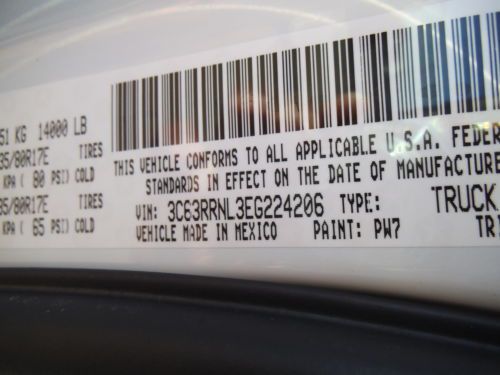 51 KG 14000 LB
35/80R17E TIRES
KPA ( 80 PSI) COLD
35/80R17E TIRES
KPA ( 65 PSI) COLD
THIS VEHICLE CONFORMS TO ALL APPLICABLE U.S.A. FEDER
STANDARDS IN EFFECT ON THE DATE OF MANUFACTURE
VIN: 3C63RRNL3EG224206 TYPE: TRUCK
VEHICLE MADE IN MEXICO PAINT: PW7 TRI